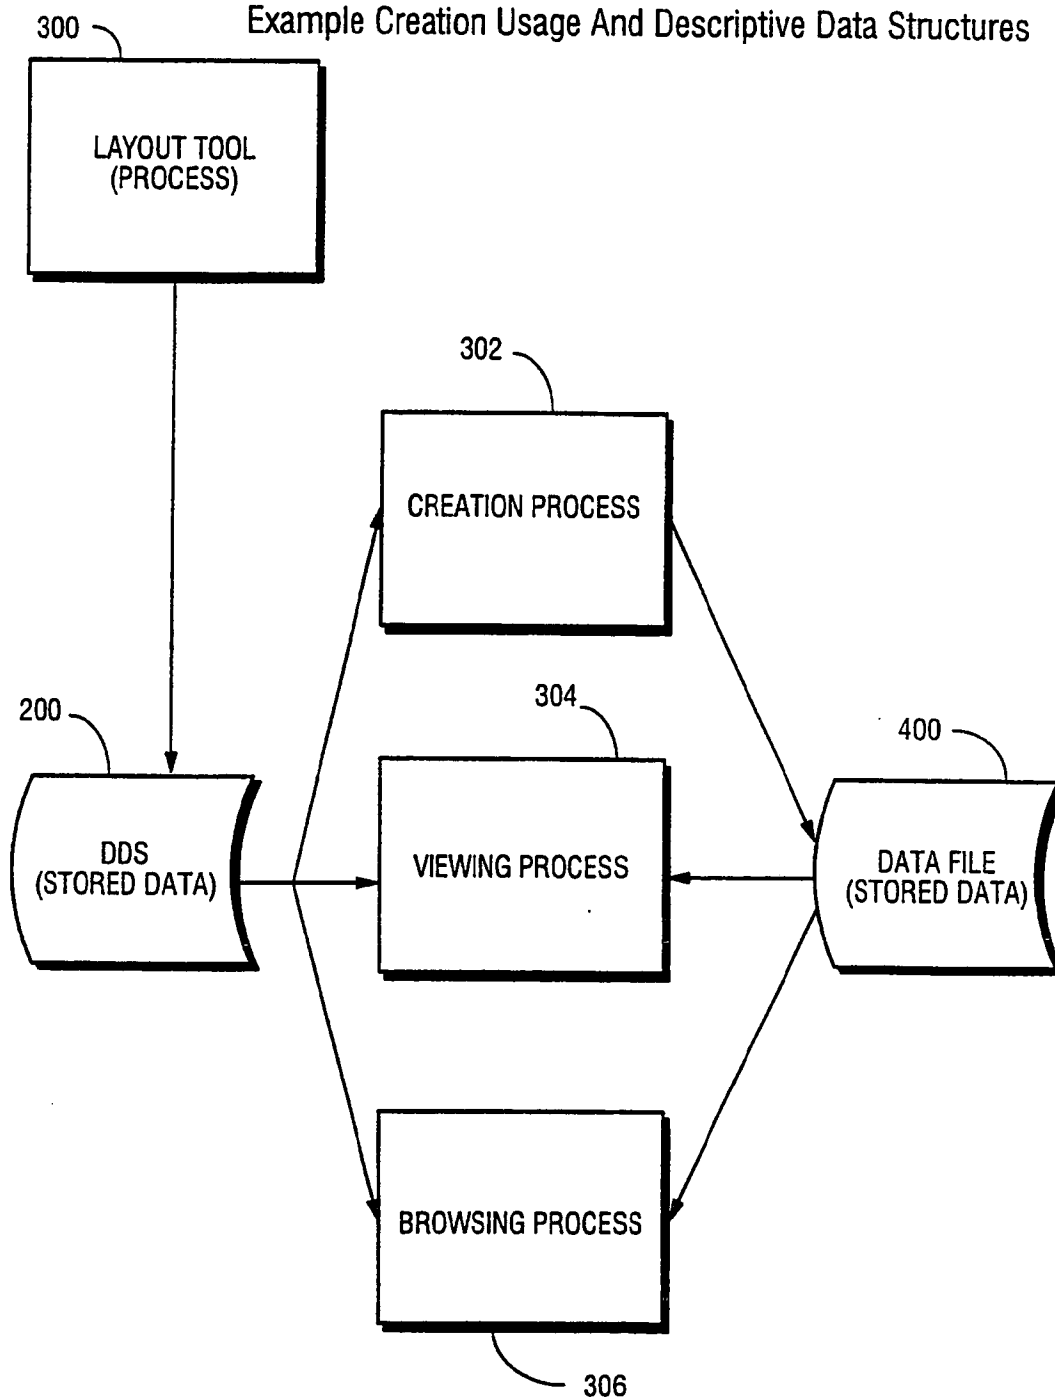 Example Creation Usage And Descriptive Data Structures
300
LAYOUT TOOL
(PROCESS)
302
CREATION PROCESS
200
DDS
(STORED DATA)
304
VIEWING PROCESS
400
DATA FILE
(STORED DATA)
BROWSING PROCESS
306